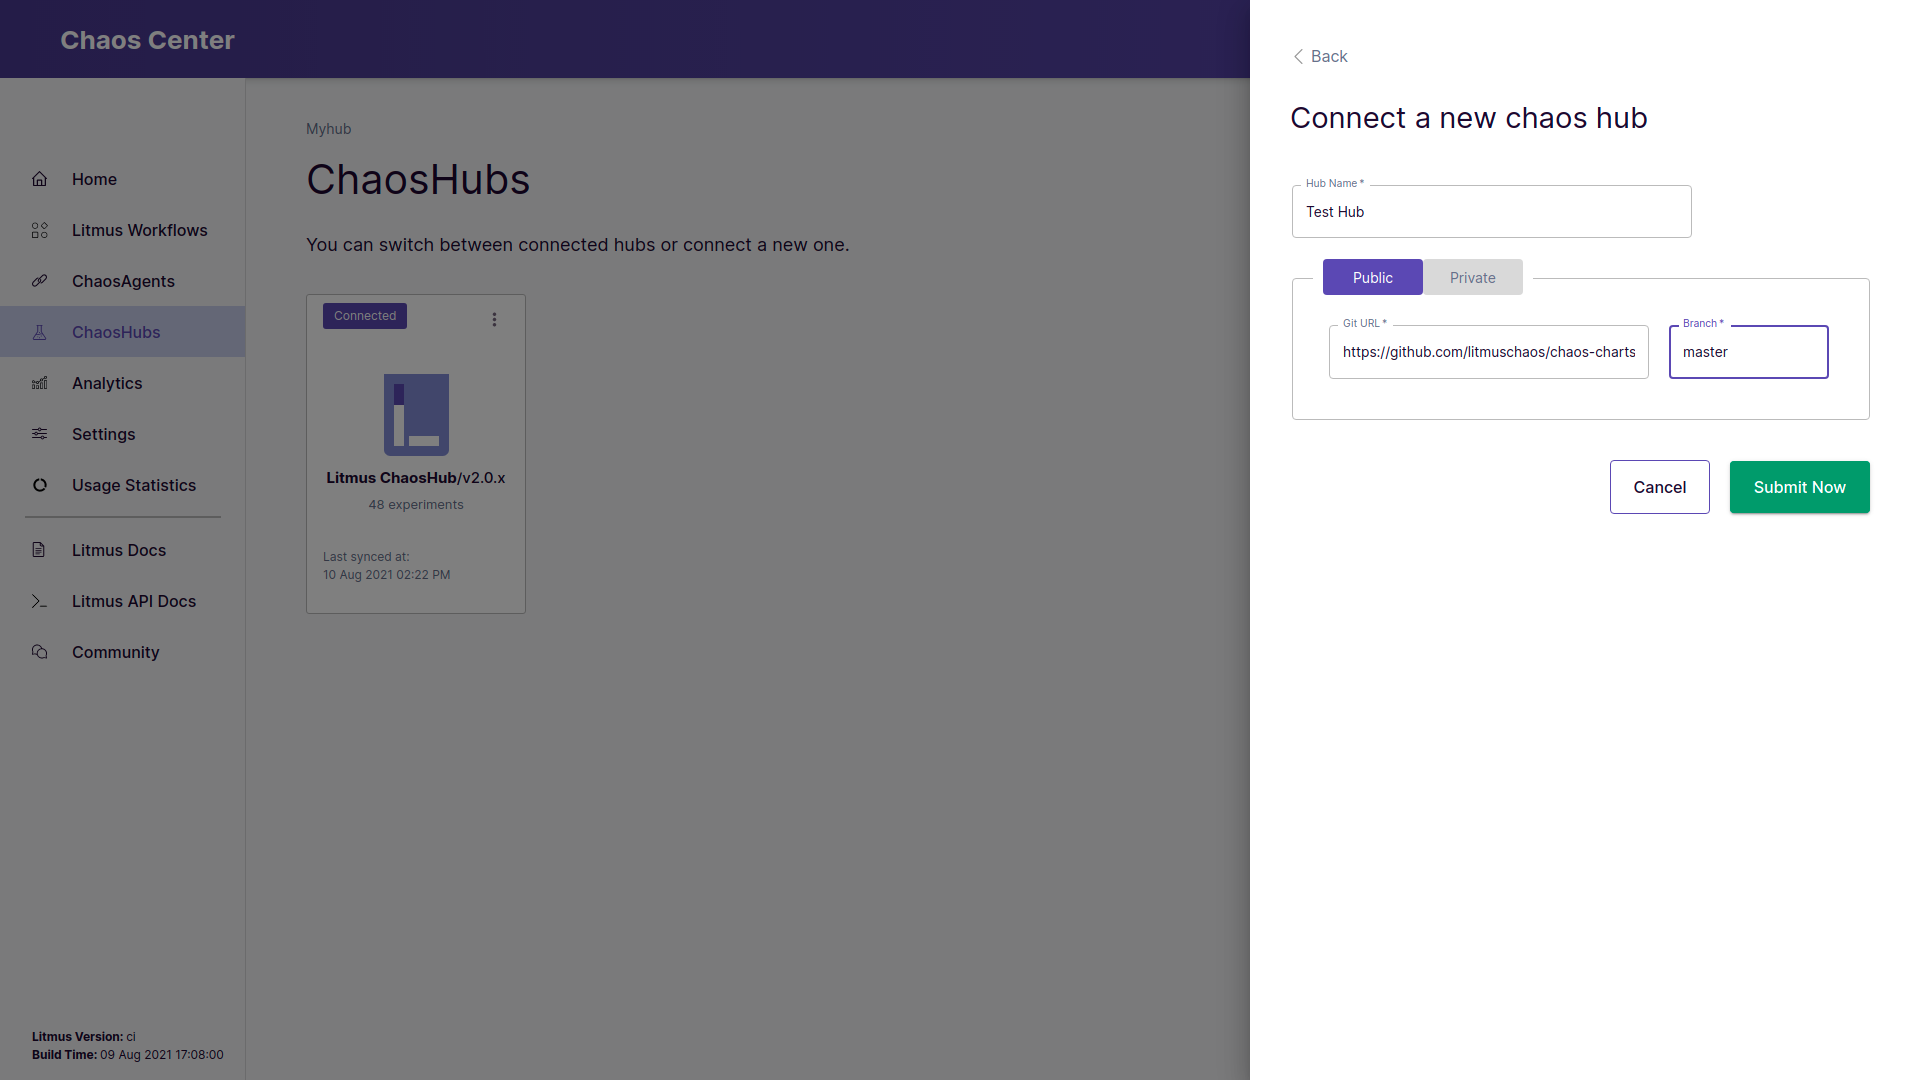 Chaos Center
Home
Litmus Workflows
ChaosAgents
ChaosHubs
Analytics
Settings
Usage Statistics
Litmus Docs
Litmus API Docs
Community
Litmus Version: ci
Build Time: 09 Aug 2021 17:08:00
Myhub
ChaosHubs
You can switch between connected hubs or connect a new one.
Connected
Litmus ChaosHub/v2.0.x
48 experiments
Last synced at:
10 Aug 2021 02:22 PM
Back
Connect a new chaos hub
Hub Name *
Test Hub
Public Private
Git URL * Branch *
https://github.com/litmuschaos/chaos-charts master
Cancel Submit Now